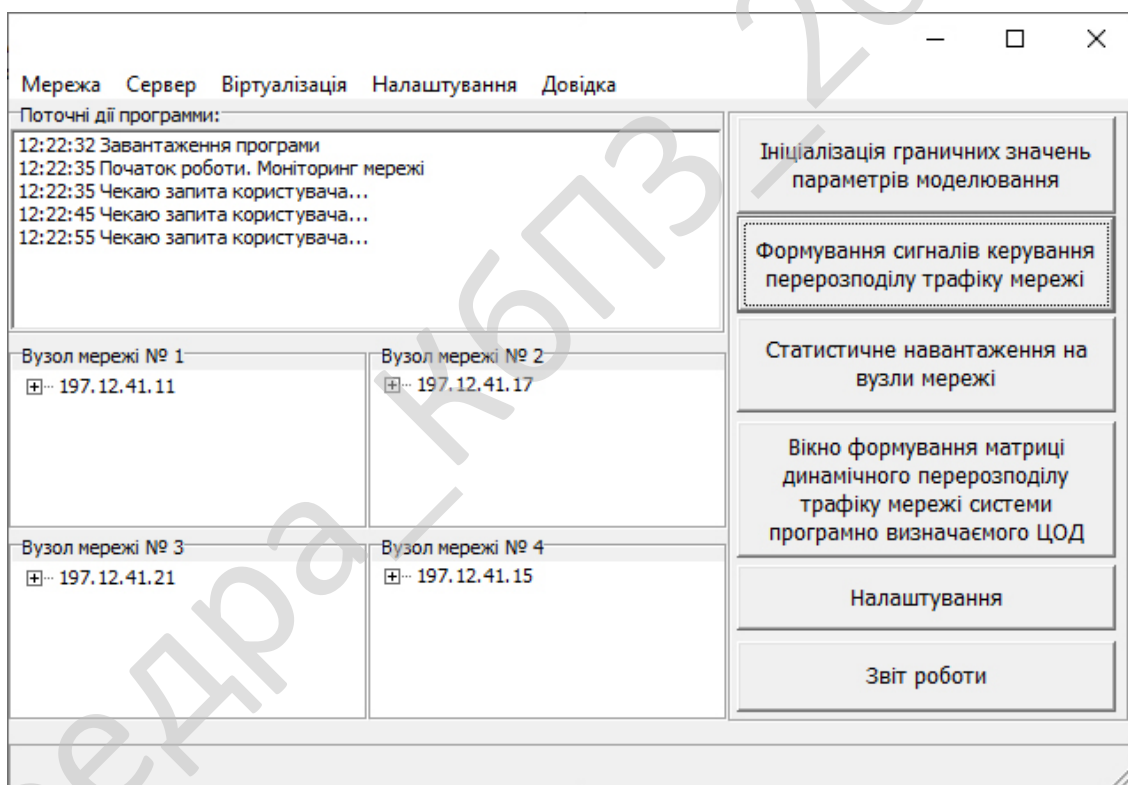 Мережа Сервер Віртуалізація Налаштування Довідка
Поточні дії программи:
12:22:32 Завантаження програми
12:22:35 Початок роботи. Моніторинг мережі
12:22:35 Чекаю запита користувача...
12:22:45 Чекаю запита користувача...
12:22:55 Чекаю запита користувача...
Вузол мережі № 1
197.12.41.11
Вузол мережі № 2
197.12.41.17
Вузол мережі № 3
197.12.41.21
Вузол мережі № 4
197.12.41.15
Ініціалізація граничних значень
параметрів моделювання
Формування сигналів керування
перерозподілу трафіку мережі
Статистичне навантаження на
вузли мережі
Вікно формування матриці
динамічного перерозподілу
трафіку мережі системи
програмно визначаємого ЦОД
Налаштування
Звіт роботи
едра_КбПЗ_20